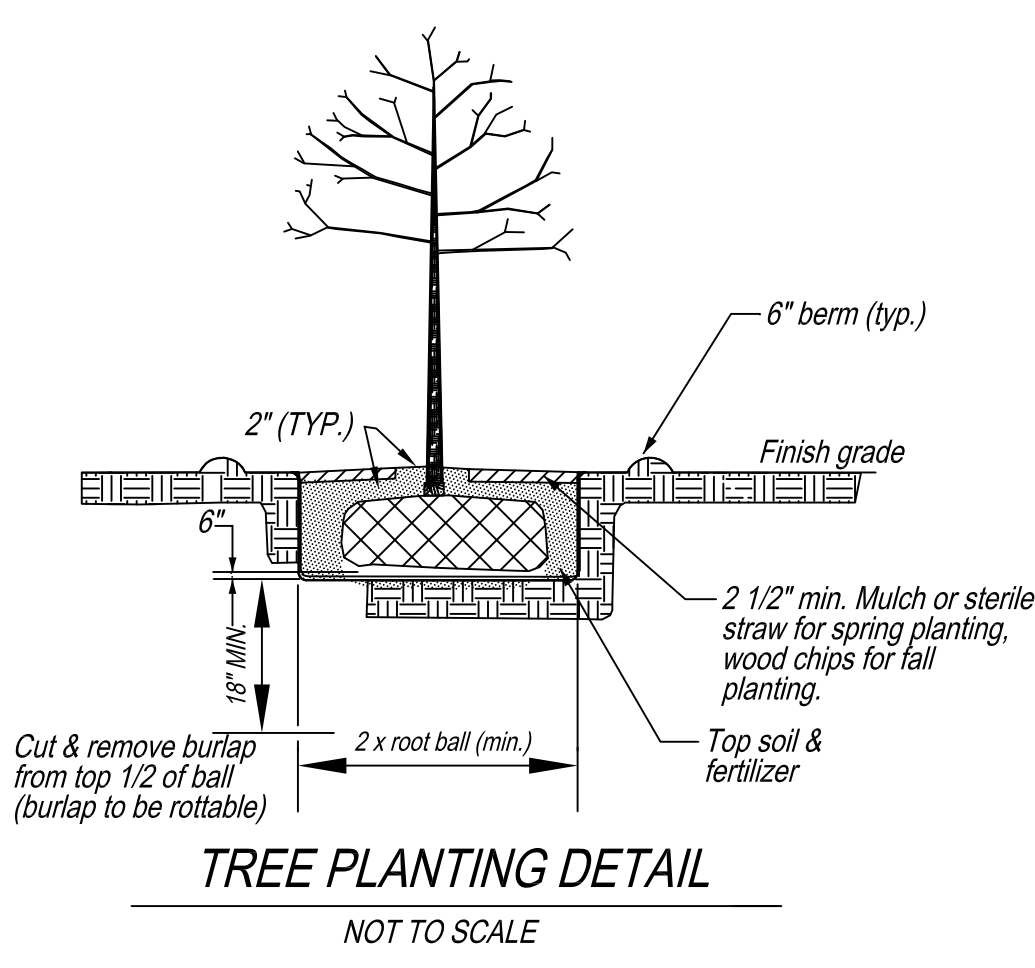 6" berm (typ.)
2" (TYP.)
Finish grade
6"
2 1/2" min. Mulch or sterile
straw for spring planting,
wood chips for fall
planting.
18" MIN.
Cut & remove burlap
from top 1/2 of ball
(burlap to be rottable)
2 x root ball (min.)
Top soil &
fertilizer
TREE PLANTING DETAIL
NOT TO SCALE